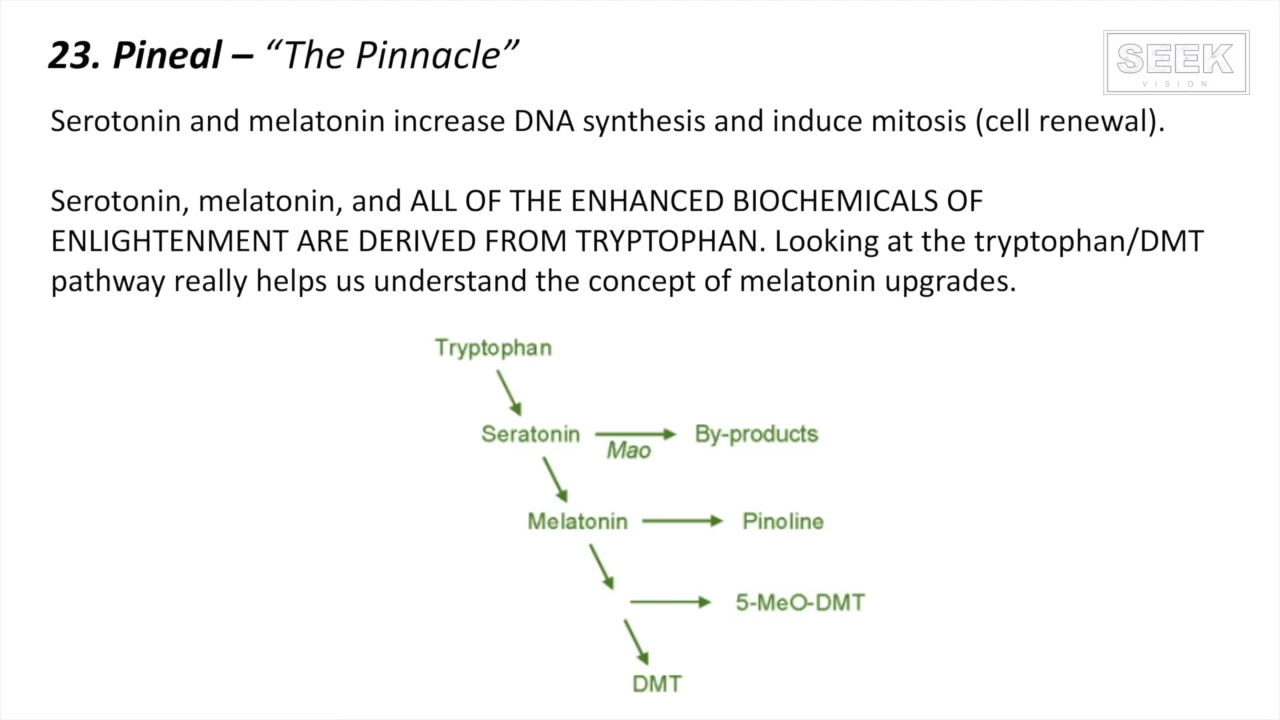 23. Pineal – “The Pinnacle”
SEEK
VISION
Serotonin and melatonin increase DNA synthesis and induce mitosis (cell renewal).
Serotonin, melatonin, and ALL OF THE ENHANCED BIOCHEMICALS OF
ENLIGHTENMENT ARE DERIVED FROM TRYPTOPHAN. Looking at the tryptophan/DMT
pathway really helps us understand the concept of melatonin upgrades.
Tryptophan
Seratonin
Mao
By-products
Melatonin
Pinoline
5-MeO-DMT
DMT